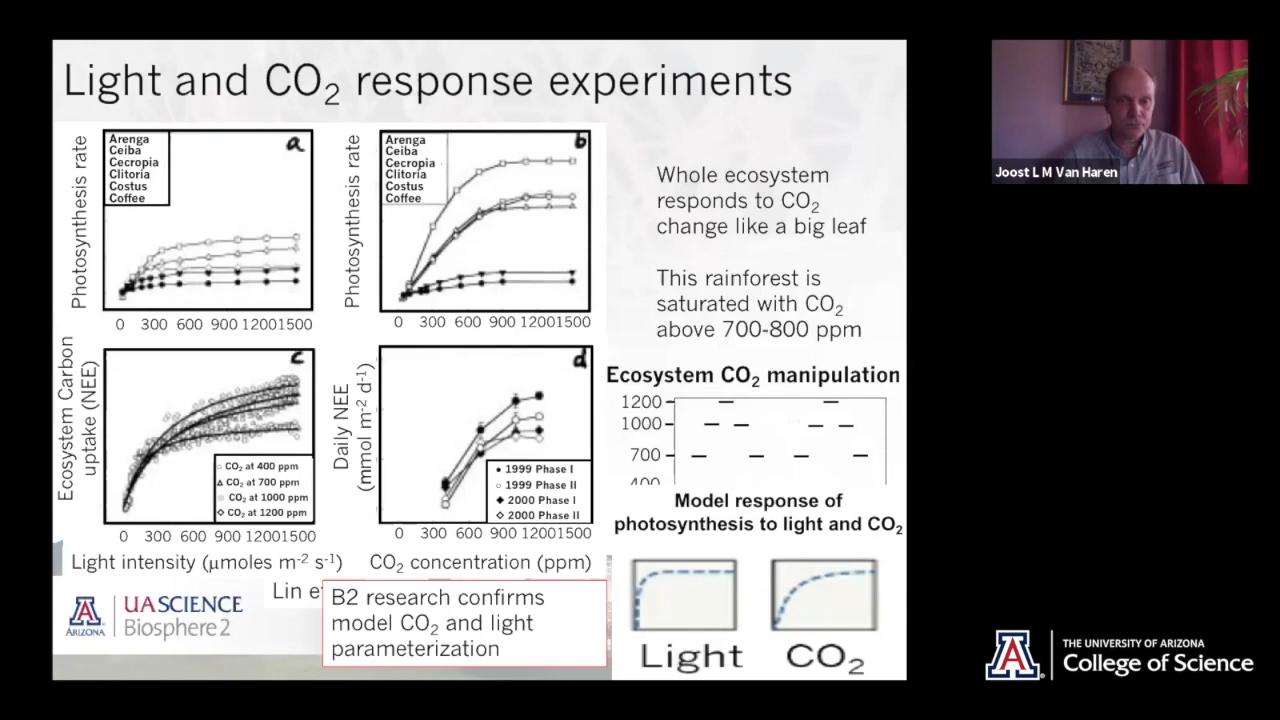 Light and CO₂ response experiments
Photosynthesis rate
Arenga
Ceiba
Cecropia
Clitoria
Costus
Coffee
a
0 300 600 900 1200 1500
Photosynthesis rate
Arenga
Ceiba
Cecropia
Clitoria
Costus
Coffee
b
0 300 600 900 1200 1500
Ecosystem Carbon
uptake (NEE)
c
CO₂ at 400 ppm
CO₂ at 700 ppm
CO₂ at 1000 ppm
CO₂ at 1200 ppm
0 300 600 900 1200 1500
Light intensity (μmoles m⁻² s⁻¹)
Daily NEE
(mmol m⁻² d⁻¹)
d
1999 Phase I
1999 Phase II
2000 Phase I
2000 Phase II
0 300 600 900 1200 1500
CO₂ concentration (ppm)
Whole ecosystem
responds to CO₂
change like a big leaf
This rainforest is
saturated with CO₂
above 700-800 ppm
Ecosystem CO₂ manipulation
1200
1000
700
400
Model response of
photosynthesis to light and CO₂
Light
CO₂
Lin
B2 research confirms
model CO₂ and light
parameterization
A
ARIZONA
UASCIENCE
Biosphere 2
Joost L M Van Haren
A
THE UNIVERSITY OF ARIZONA
College of Science